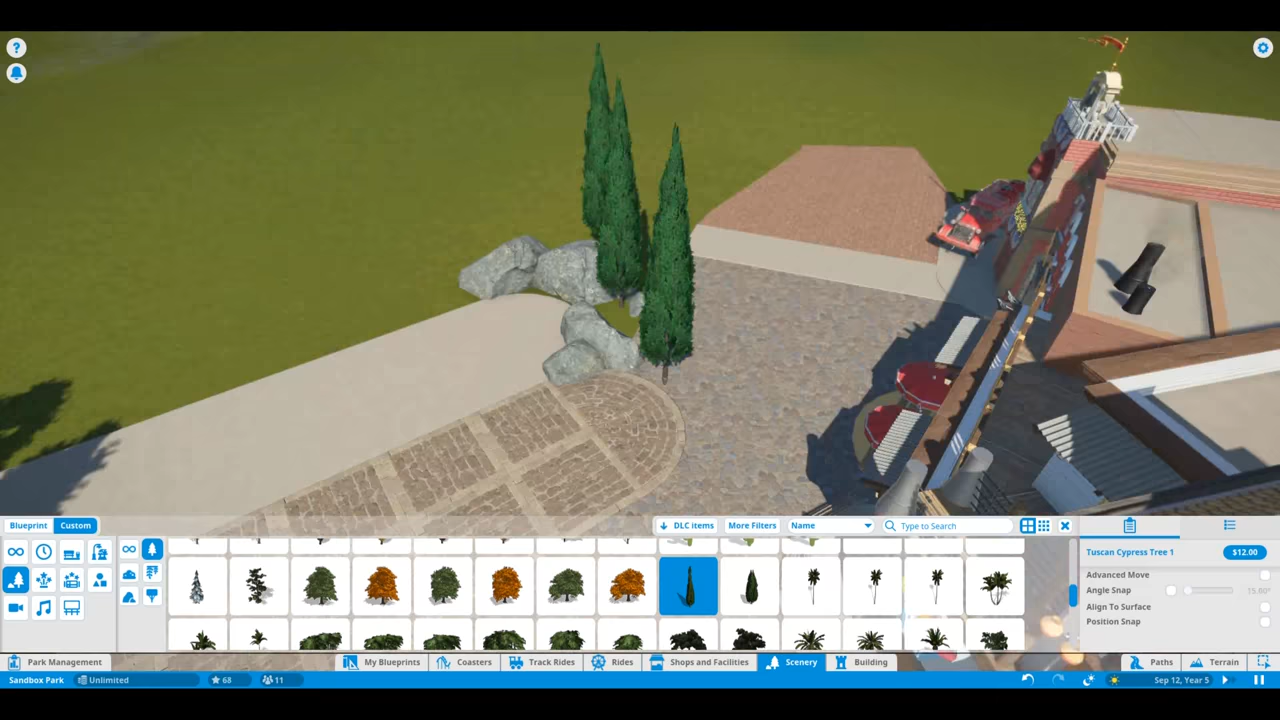 ?
Blueprint
Custom
DLC items
More Filters
Name
Type to Search
Tuscan Cypress Tree 1
$12.00
Advanced Move
Angle Snap
15.80°
Align To Surface
Position Snap
Park Management
My Blueprints
Coasters
Track Rides
Rides
Shops and Facilities
Scenery
Building
Paths
Terrain
Sandbox Park
Unlimited
68
11
Sep 12, Year 5